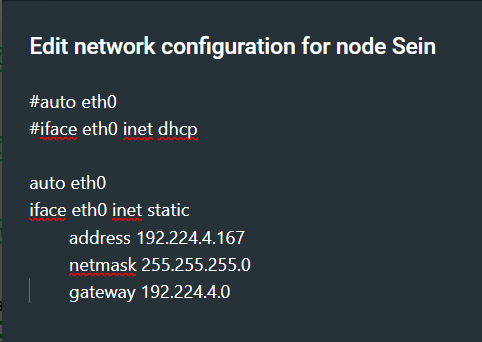 Edit network configuration for node Sein
#auto eth0
#iface eth0 inet dhcp
auto eth0
iface eth0 inet static
address 192.224.4.167
netmask 255.255.255.0
gateway 192.224.4.0